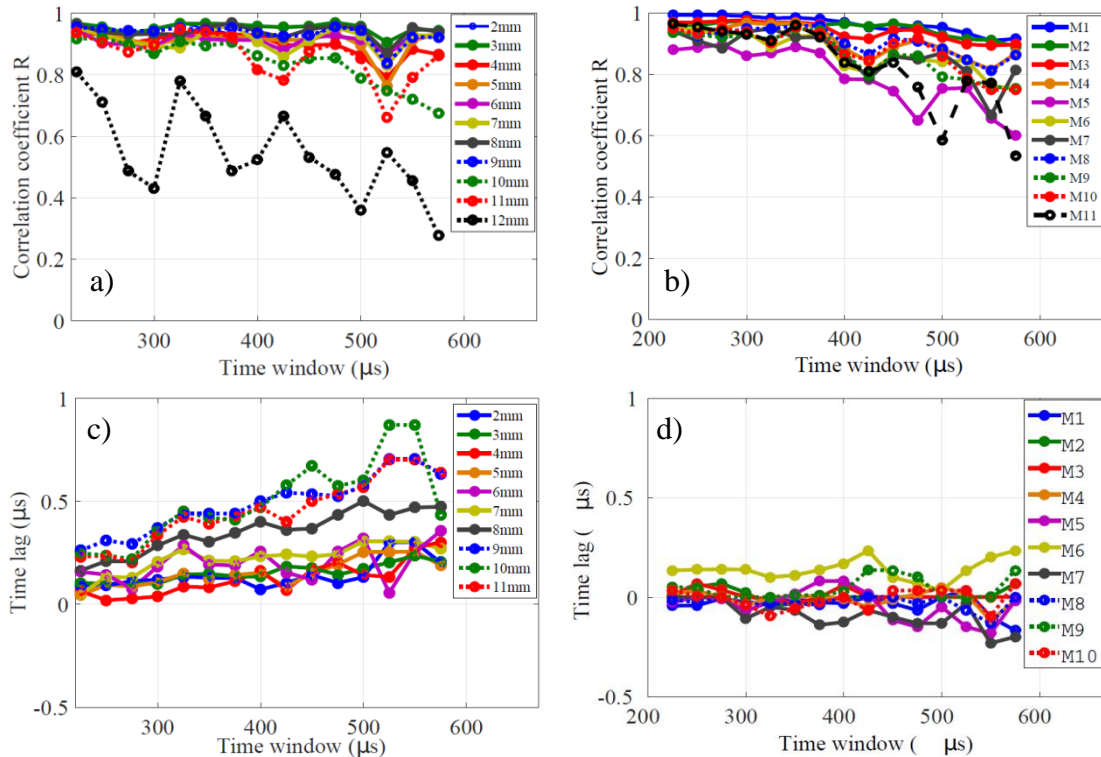 1
0.8
0.6
0.4
0.2
0
Correlation coefficient R
a)
300
400
500
600
Time window (μs)
2mm
3mm
4mm
5mm
6mm
7mm
8mm
9mm
10mm
11mm
12mm
1
0.8
0.6
0.4
0.2
0
Correlation coefficient R
b)
200
300
400
500
600
Time window (μs)
M1
M2
M3
M4
M5
M6
M7
M8
M9
M10
M11
1
0.5
0
-0.5
Time lag (μs)
c)
300
400
500
600
Time window (μs)
2mm
3mm
4mm
5mm
6mm
7mm
8mm
9mm
10mm
11mm
1
0.5
0
-0.5
Time lag ( μs)
d)
200
300
400
500
600
Time window ( μs)
M1
M2
M3
M4
M5
M6
M7
M8
M9
M10